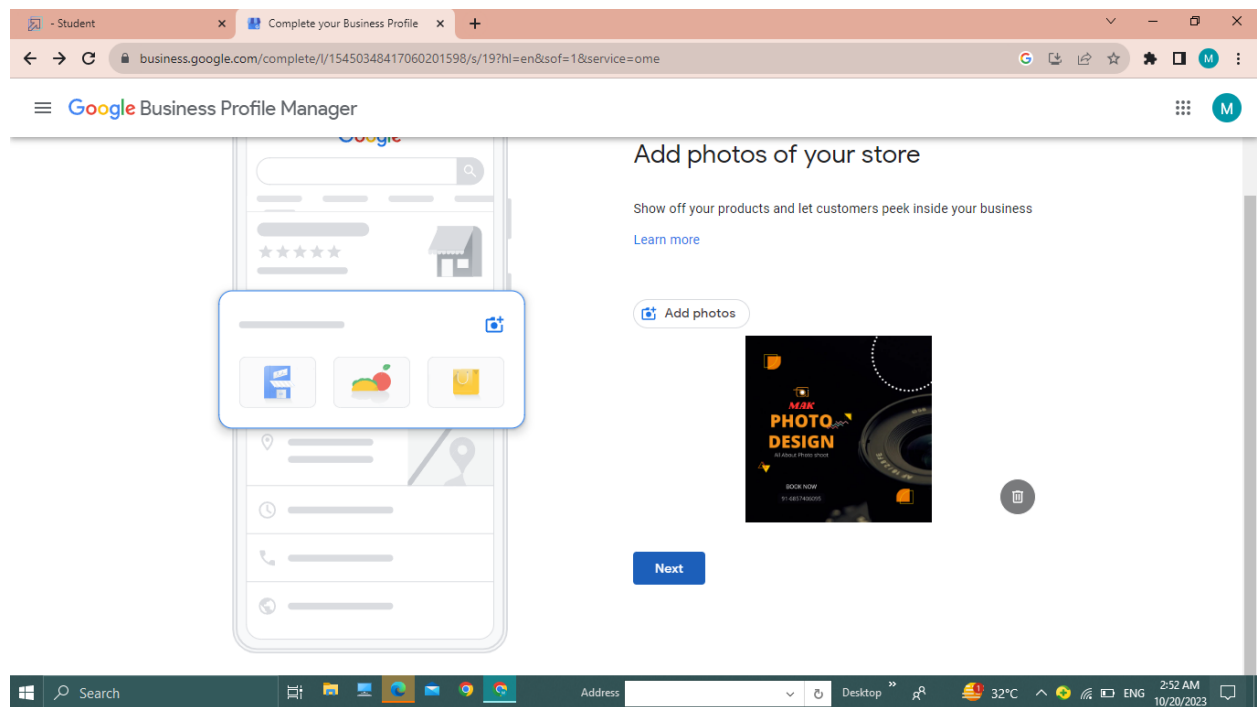 - Student
Complete your Business Profile
business.google.com/complete/l/15450348417060201598/s/19?hl=en&sof=1&service=ome
M
Google Business Profile Manager
M
Google
Add photos of your store
Show off your products and let customers peek inside your business
Learn more
Add photos
MAK
PHOTO
DESIGN
All About Photo shoot
BOOK NOW
91-6857496055
Next
Search
Address
Desktop
32°C
ENG
2:52 AM
10/20/2023